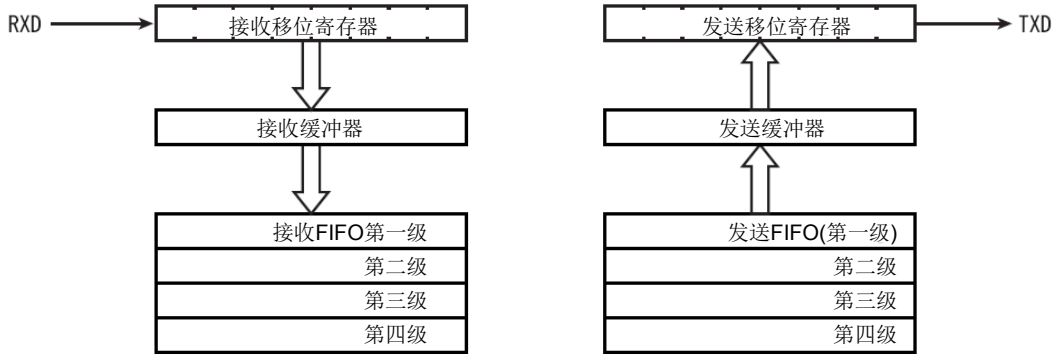 RXD
接收移位寄存器
接收缓冲器
接收FIFO第一级
第二级
第三级
第四级
发送移位寄存器
TXD
发送缓冲器
发送FIFO(第一级)
第二级
第三级
第四级